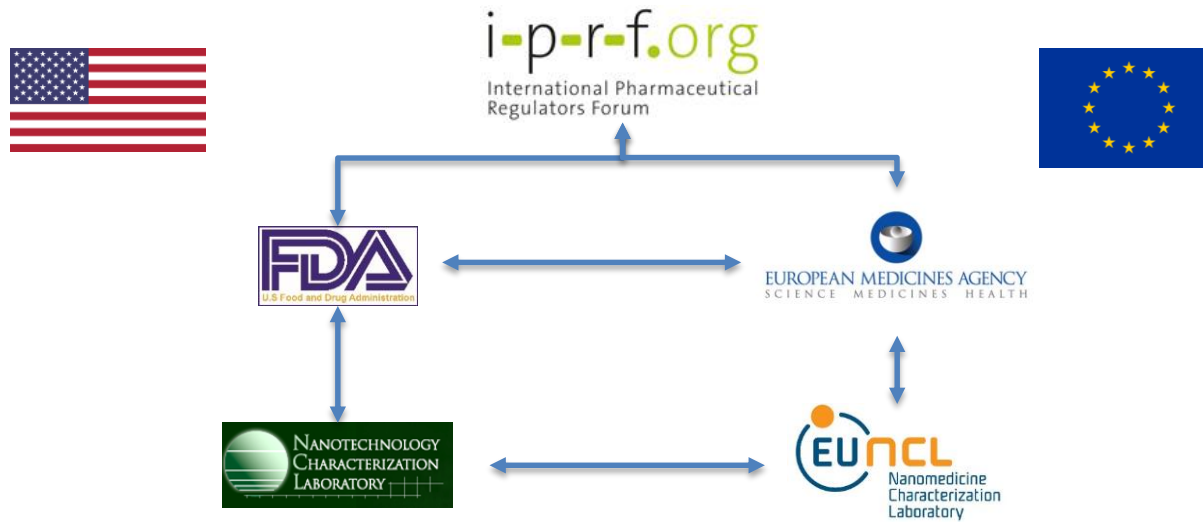 i-p-r-f.org
International Pharmaceutical
Regulators Forum
FDA
U.S Food and Drug Administration
EUROPEAN MEDICINES AGENCY
SCIENCE MEDICINES HEALTH
NANOTECHNOLOGY
CHARACTERIZATION
LABORATORY
EUNCL
Nanomedicine
Characterization
Laboratory